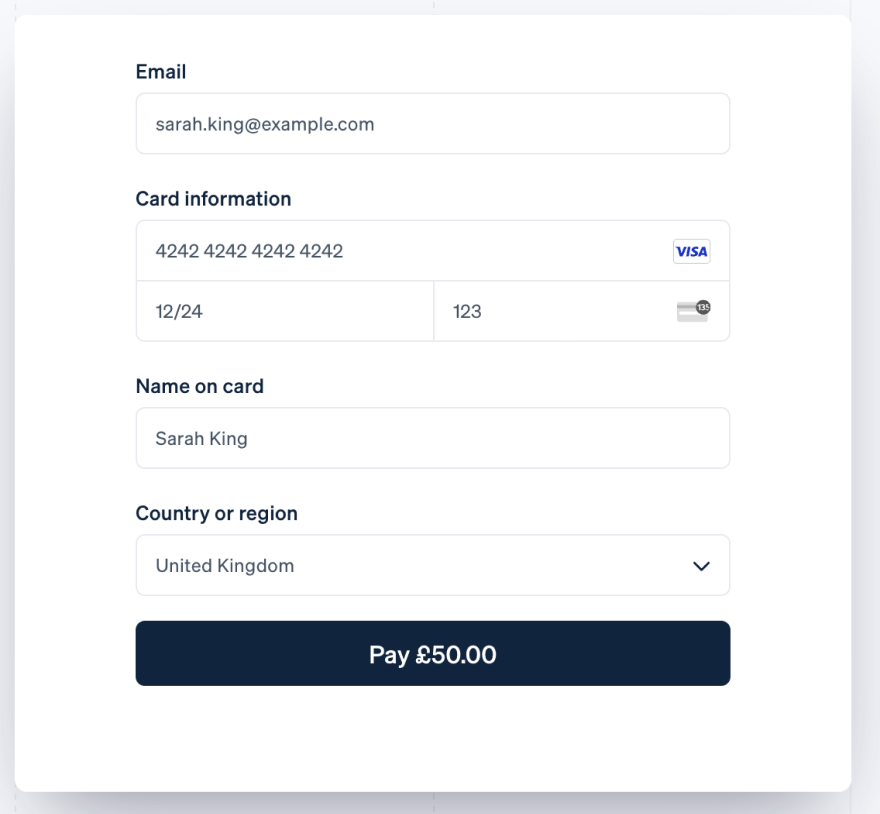 Email
sarah.king@example.com
Card information
4242 4242 4242 4242 VISA
12/24 123 135
Name on card
Sarah King
Country or region
United Kingdom
Pay £50.00